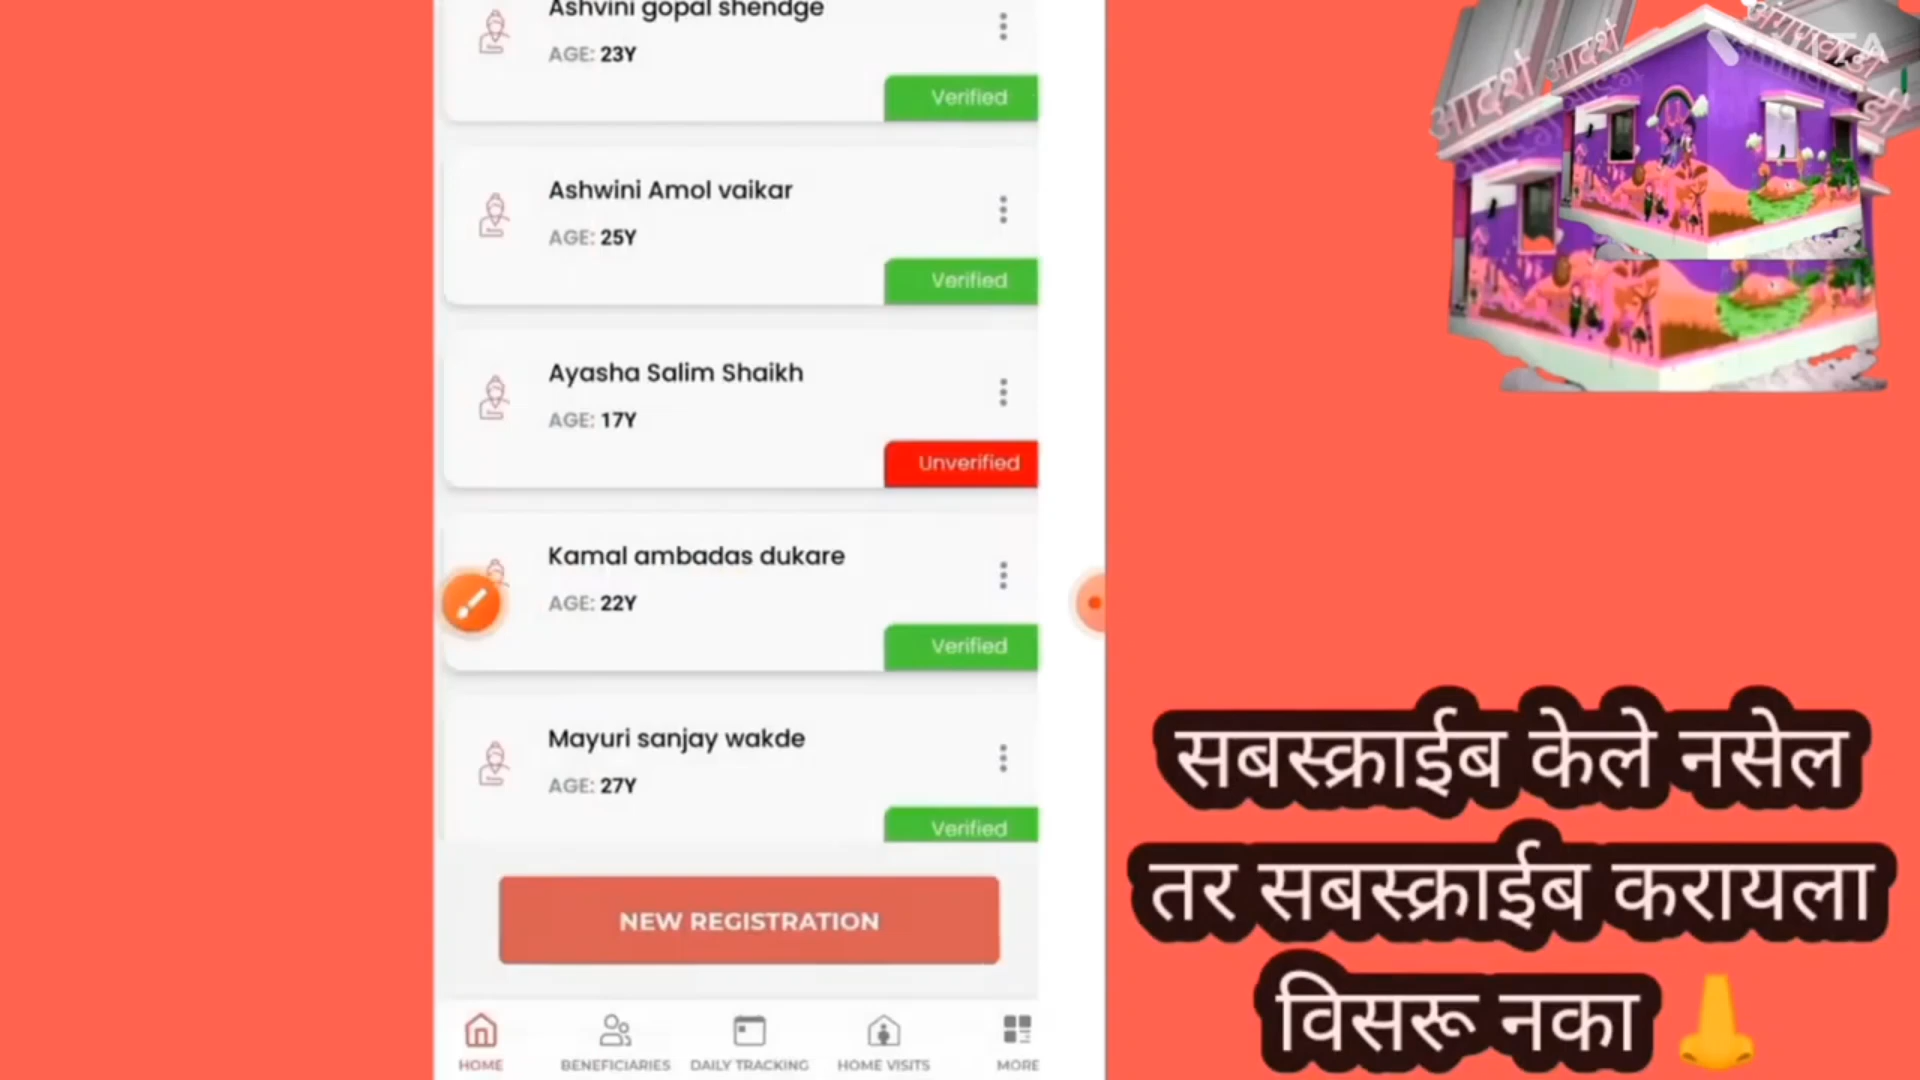 Ashvini gopal shendge
AGE: 23Y
Verified
Ashwini Amol vaikar
AGE: 25Y
Verified
Ayasha Salim Shaikh
AGE: 17Y
Unverified
Kamal ambadas dukare
AGE: 22Y
Verified
Mayuri sanjay wakde
AGE: 27Y
Verified
NEW REGISTRATION
HOME
BENEFICIARIES
DAILY TRACKING
HOME VISITS
MORE
आदर्श आदर्श
सबस्क्राईब केले नसेल
तर सबस्क्राईब करायला
विसरू नका